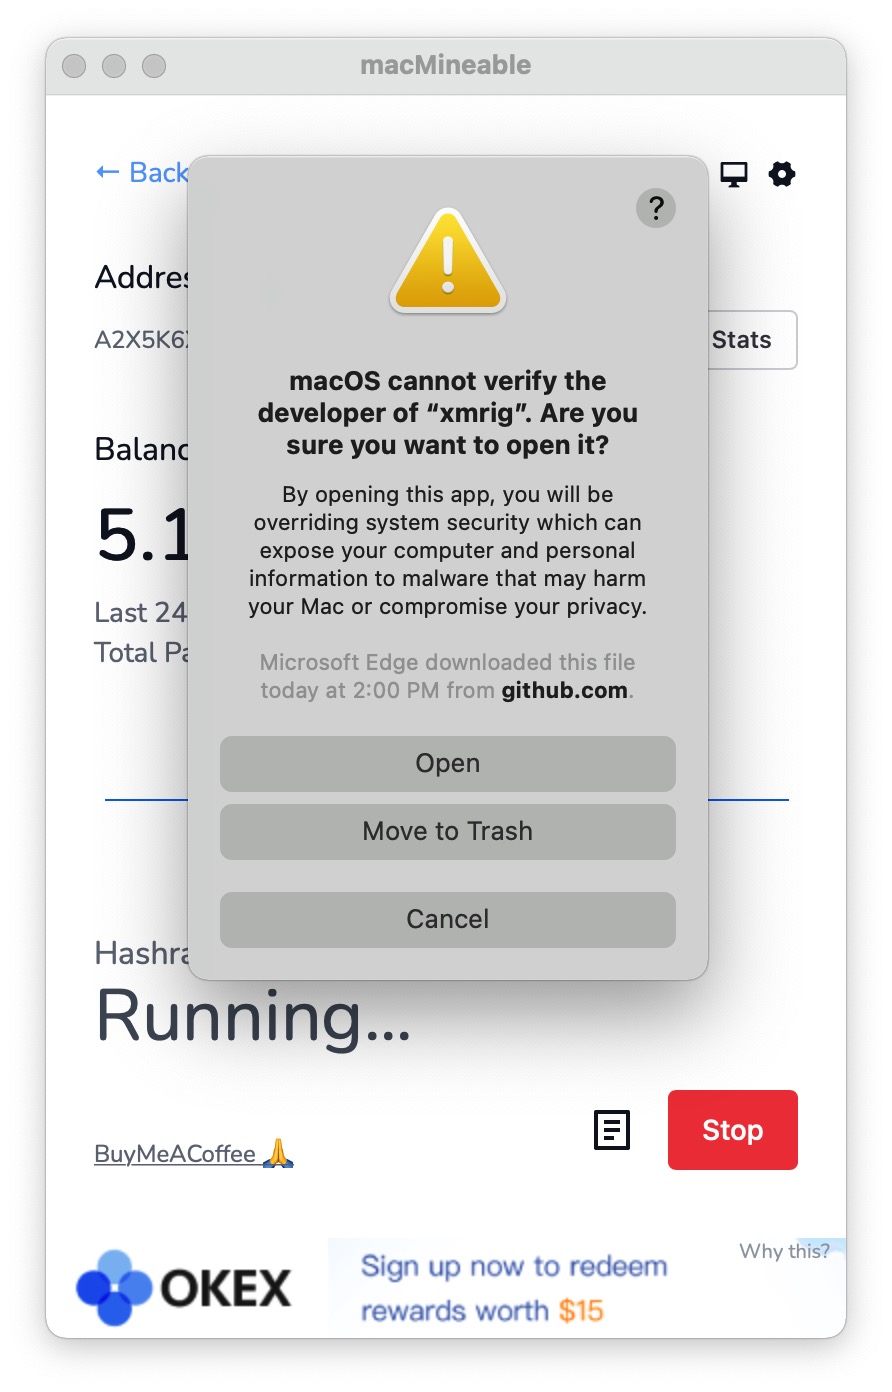 macMineable
← Back
?
Addres
A2X5K6
Stats
macOS cannot verify the
developer of “xmrig”. Are you
sure you want to open it?
Balanc
By opening this app, you will be
overriding system security which can
expose your computer and personal
information to malware that may harm
your Mac or compromise your privacy.
5.1
Last 24
Total Pa
Microsoft Edge downloaded this file
today at 2:00 PM from github.com.
Open
Move to Trash
Cancel
Hashra
Running...
BuyMeACoffee 🙏
Stop
OKEX
Sign up now to redeem
rewards worth $15
Why this?